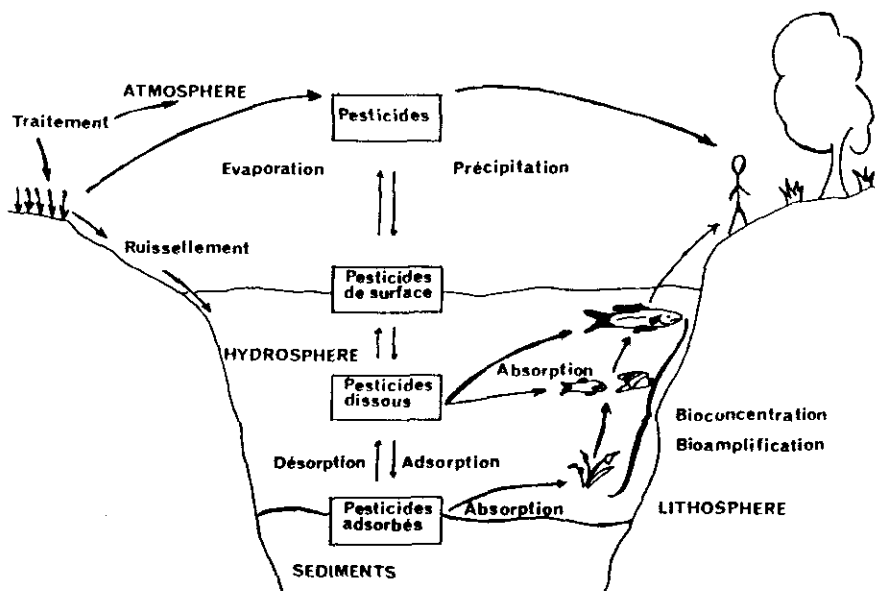 ATMOSPHERE
Traitement
Pesticides
Evaporation
Précipitation
Ruissellement
Pesticides
de surface
HYDROSPHERE
Absorption
Pesticides
dissous
Bioconcentration
Bioamplification
Désorption
Adsorption
Pesticides
adsorbés
Absorption
LITHOSPHERE
SEDIMENTS